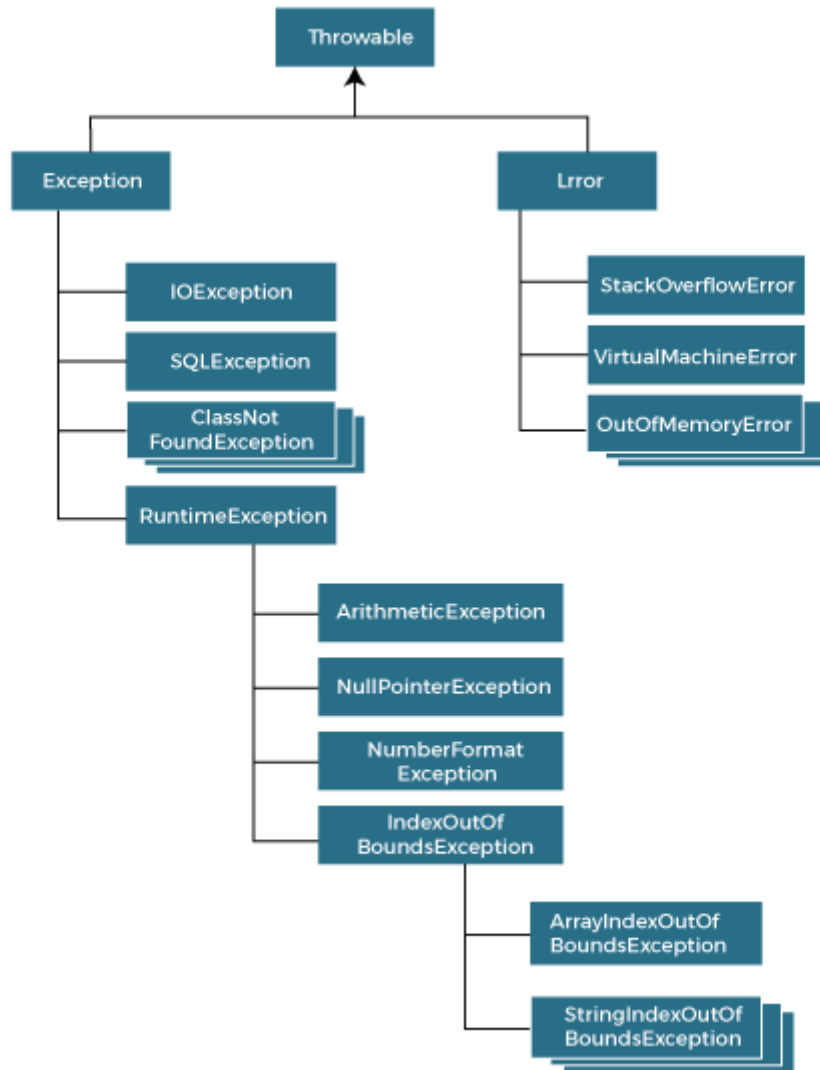 Throwable
Exception
Lrror
IOException
SQLException
ClassNot
FoundException
RuntimeException
StackOverflowError
VirtualMachineError
OutOfMemoryError
ArithmeticException
NullPointerException
NumberFormat
Exception
IndexOutOf
BoundsException
ArrayIndexOutOf
BoundsException
StringIndexOutOf
BoundsException